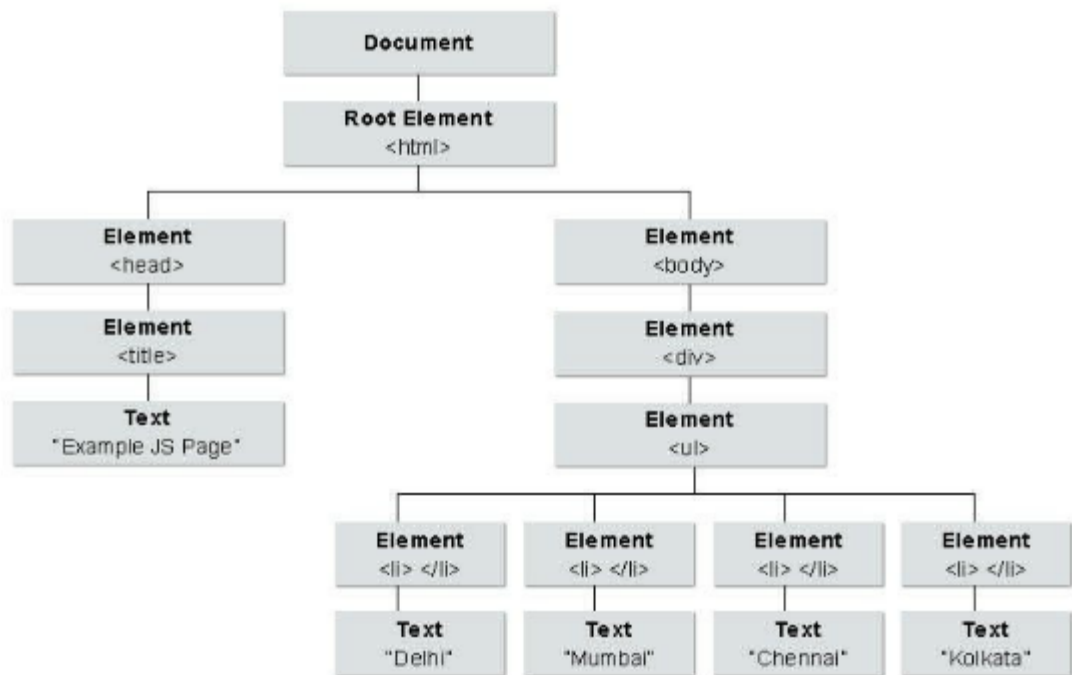 Document
Root Element
<html>
Element
<head>
Element
<body>
Element
<title>
Element
<div>
Text
"Example JS Page"
Element
<ul>
Element
<li> </li>
Element
<li> </li>
Element
<li> </li>
Element
<li> </li>
Text
"Delhi"
Text
"Mumbai"
Text
"Chennai"
Text
"Kolkata"